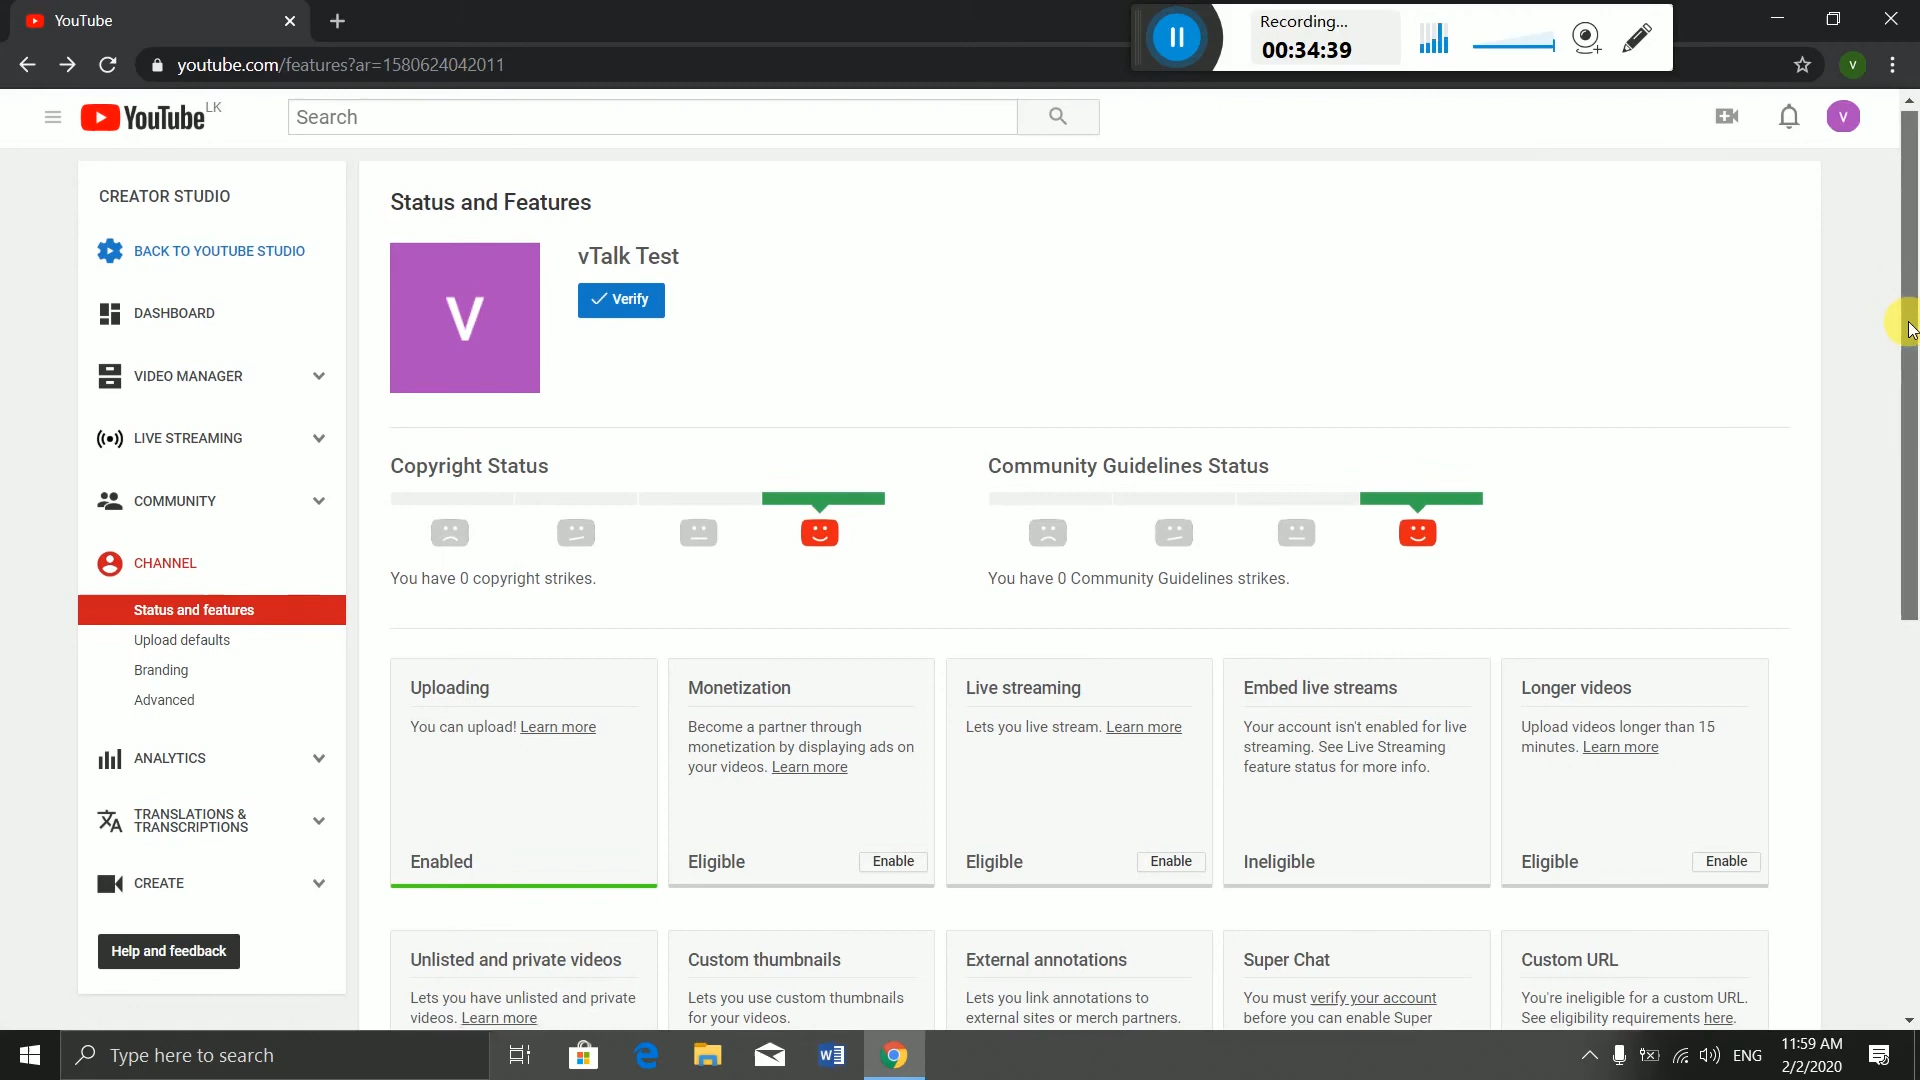 YouTube
Recording...
00:34:39
youtube.com/features?ar=1580624042011
V
YouTube LK
Search
V
CREATOR STUDIO
BACK TO YOUTUBE STUDIO
DASHBOARD
VIDEO MANAGER
LIVE STREAMING
COMMUNITY
CHANNEL
Status and features
Upload defaults
Branding
Advanced
ANALYTICS
TRANSLATIONS &
TRANSCRIPTIONS
CREATE
Help and feedback
Status and Features
V
vTalk Test
Verify
Copyright Status
You have 0 copyright strikes.
Community Guidelines Status
You have 0 Community Guidelines strikes.
Uploading
You can upload! Learn more
Enabled
Monetization
Become a partner through
monetization by displaying ads on
your videos. Learn more
Eligible
Enable
Live streaming
Lets you live stream. Learn more
Eligible
Enable
Embed live streams
Your account isn't enabled for live
streaming. See Live Streaming
feature status for more info.
Ineligible
Longer videos
Upload videos longer than 15
minutes. Learn more
Eligible
Enable
Unlisted and private videos
Lets you have unlisted and private
videos. Learn more
Custom thumbnails
Lets you use custom thumbnails
for your videos.
External annotations
Lets you link annotations to
external sites or merch partners.
Super Chat
You must verify your account
before you can enable Super
Custom URL
You're ineligible for a custom URL.
See eligibility requirements here.
Type here to search
ENG
11:59 AM
2/2/2020